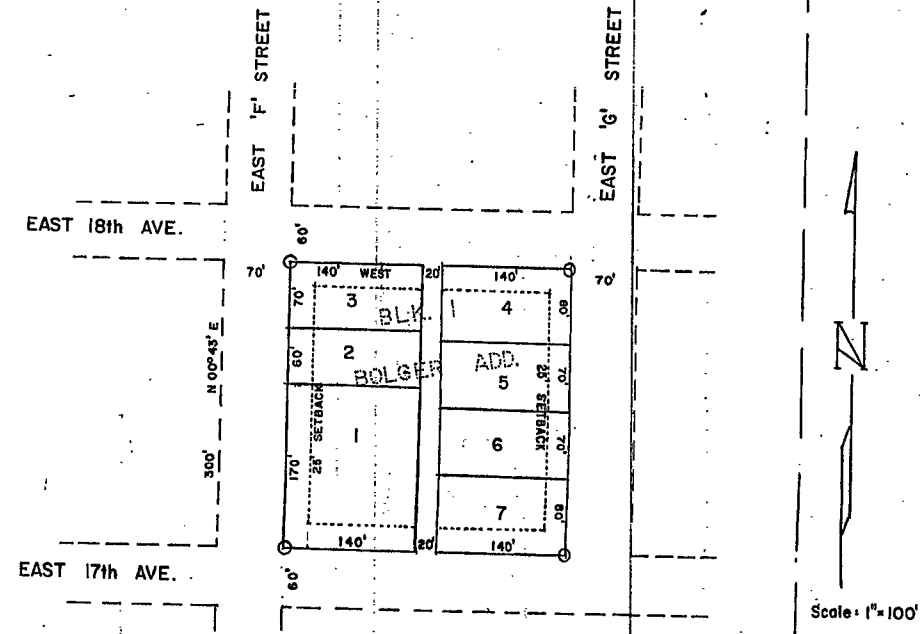 EAST 'F' STREET
EAST 'G' STREET
EAST 18th AVE.
60'
70'
140'
WEST
20'
140'
70'
70'
3
4
80'
BLK. 1
60'
2
BOLGER ADD.
5
70'
N 00°43' E
300'
25' SETBACK
1
170'
25' SETBACK
6
70'
7
80'
140'
20'
140'
EAST 17th AVE.
60'
N
Scale: 1"=100'